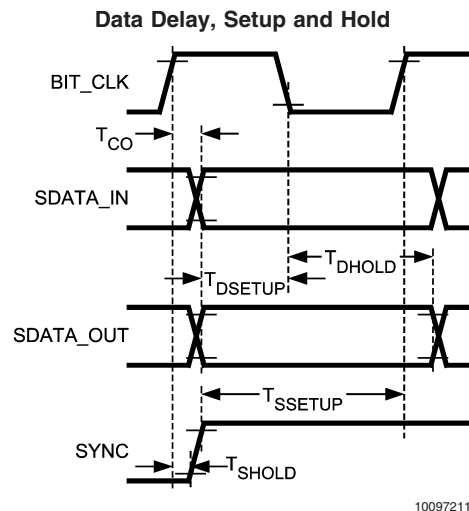 Data Delay, Setup and Hold
BIT_CLK
TCO
SDATA_IN
TDHOLD
TDSETUP
SDATA_OUT
TSSETUP
SYNC
TSHOLD
10097211